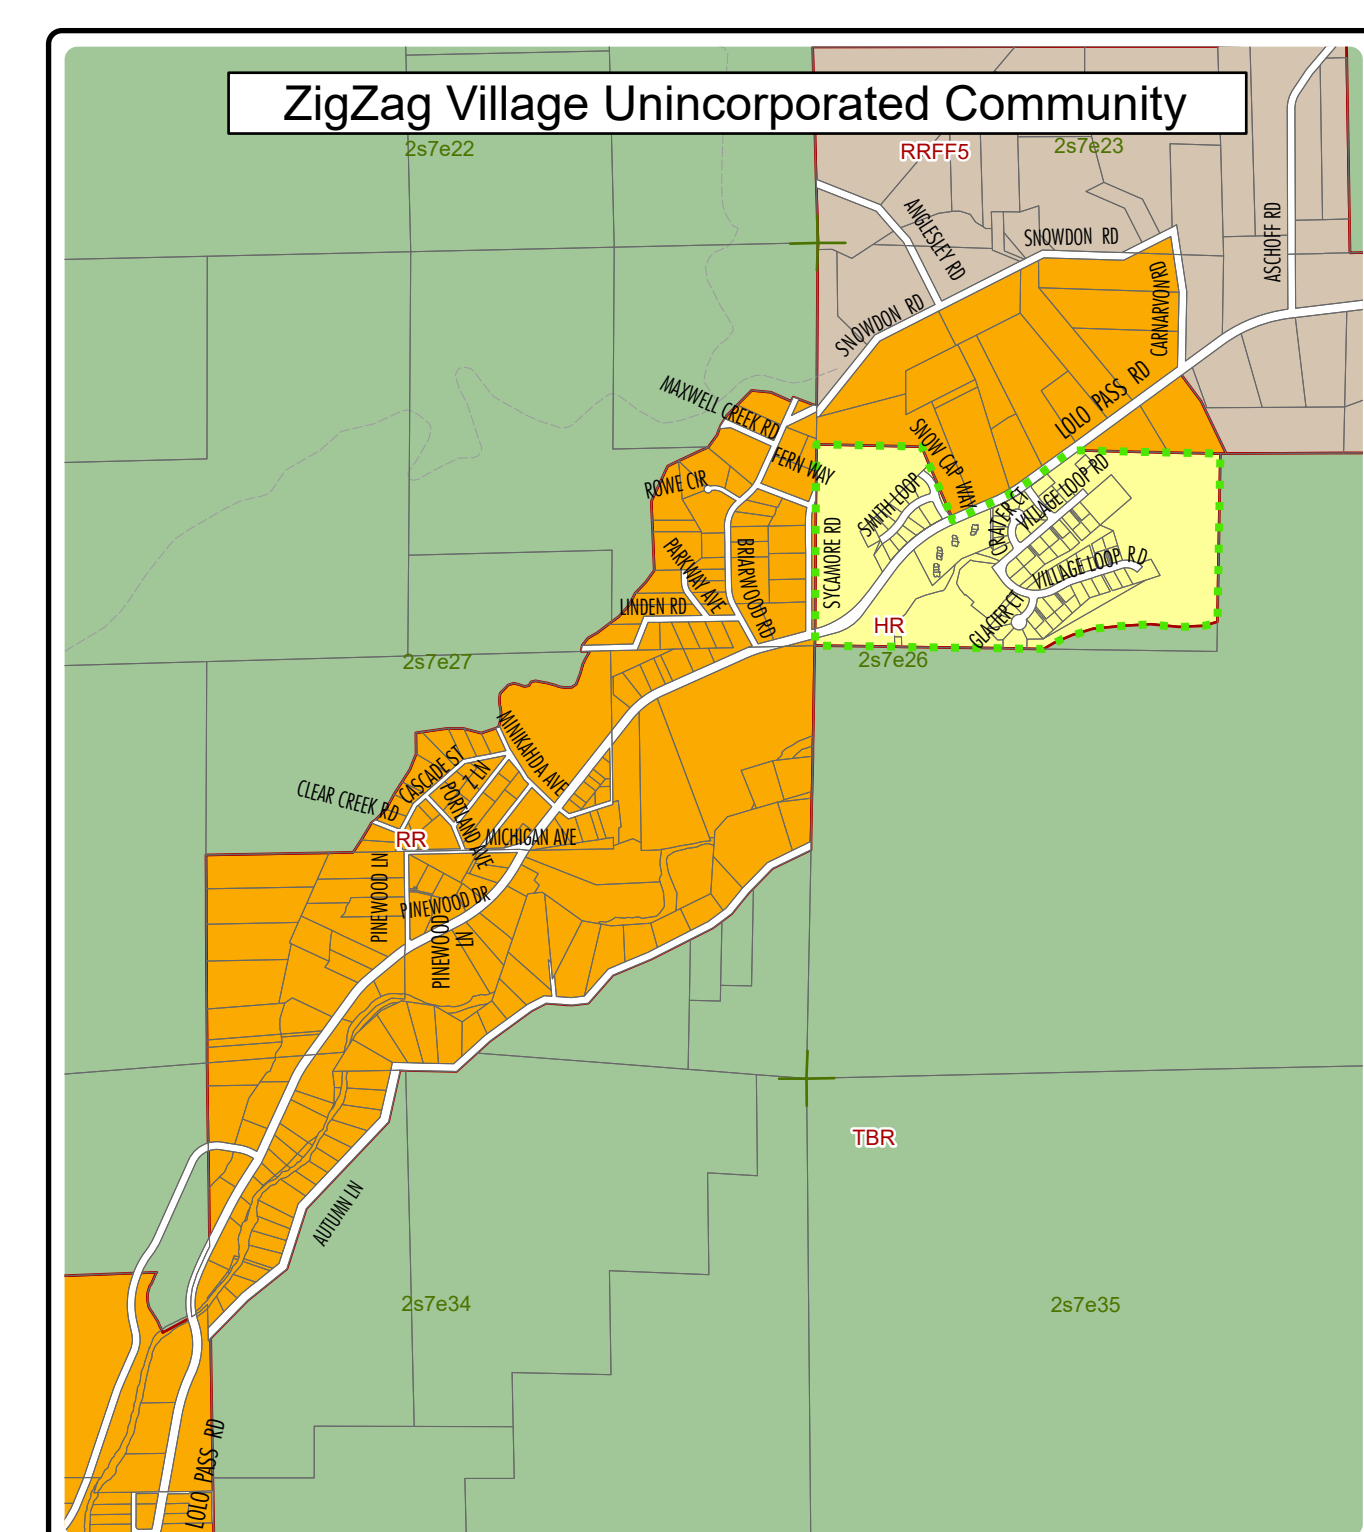 ZigZag Village Unincorporated Community
2s7e22
RRFF5
2s7e23
ANGLESLEY RD
SNOWDON RD
ASCHOFF RD
CARNARVON RD
SNOWDON RD
MAXWELL CREEK RD
LOLO PASS RD
FERN WAY
SNOW CAP WAY
ROWE CIR
SMITH LOOP
CRATER CT
VILLAGE LOOP RD
SYCAMORE RD
PARKWAY AVE
BRIARWOOD RD
VILLAGE LOOP RD
LINDEN RD
GLACIER CT
HR
2s7e27
2s7e26
MINIKAHDA AVE
CASCADE ST
Z LN
CLEAR CREEK RD
PORTLAND AVE
RR
MICHIGAN AVE
PINEWOOD LN
PINEWOOD DR
PINEWOOD
LN
TBR
AUTUMN LN
2s7e34
2s7e35
LOLO PASS RD